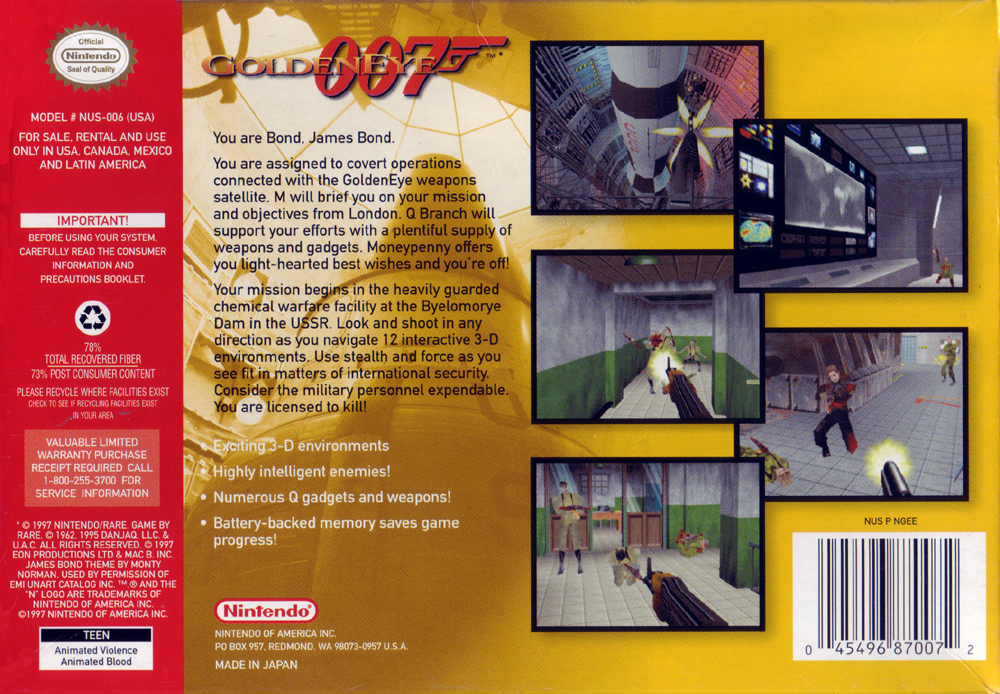 Official
Nintendo
Seal of Quality
MODEL # NUS-006 (USA)
FOR SALE, RENTAL AND USE
ONLY IN USA, CANADA, MEXICO
AND LATIN AMERICA
IMPORTANT!
BEFORE USING YOUR SYSTEM,
CAREFULLY READ THE CONSUMER
INFORMATION AND
PRECAUTIONS BOOKLET.
78%
TOTAL RECOVERED FIBER
73% POST CONSUMER CONTENT
PLEASE RECYCLE WHERE FACILITIES EXIST
CHECK TO SEE IF RECYCLING FACILITIES EXIST
IN YOUR AREA
VALUABLE LIMITED
WARRANTY PURCHASE
RECEIPT REQUIRED CALL
1-800-255-3700 FOR
SERVICE INFORMATION
* © 1997 NINTENDO/RARE. GAME BY
RARE. © 1962, 1995 DANJAQ, LLC. &
U.A.C. ALL RIGHTS RESERVED. © 1997
EON PRODUCTIONS LTD & MAC B. INC.
JAMES BOND THEME BY MONTY
NORMAN. USED BY PERMISSION OF
EMI UNART CATALOG INC. ™ ® AND THE
"N" LOGO ARE TRADEMARKS OF
NINTENDO OF AMERICA INC.
©1997 NINTENDO OF AMERICA INC.
TEEN
Animated Violence
Animated Blood
GOLDENEYE 007 ™ *
You are Bond. James Bond.
You are assigned to covert operations
connected with the GoldenEye weapons
satellite. M will brief you on your mission
and objectives from London. Q Branch will
support your efforts with a plentiful supply of
weapons and gadgets. Moneypenny offers
you light-hearted best wishes and you're off!
Your mission begins in the heavily guarded
chemical warfare facility at the Byelomorye
Dam in the USSR. Look and shoot in any
direction as you navigate 12 interactive 3-D
environments. Use stealth and force as you
see fit in matters of international security.
Consider the military personnel expendable.
You are licensed to kill!
• Exciting 3-D environments
• Highly intelligent enemies!
• Numerous Q gadgets and weapons!
• Battery-backed memory saves game
progress!
Nintendo®
NINTENDO OF AMERICA INC.
PO BOX 957, REDMOND, WA 98073-0957 U.S.A.
MADE IN JAPAN
NUS P NGEE
0 45496 87007 2